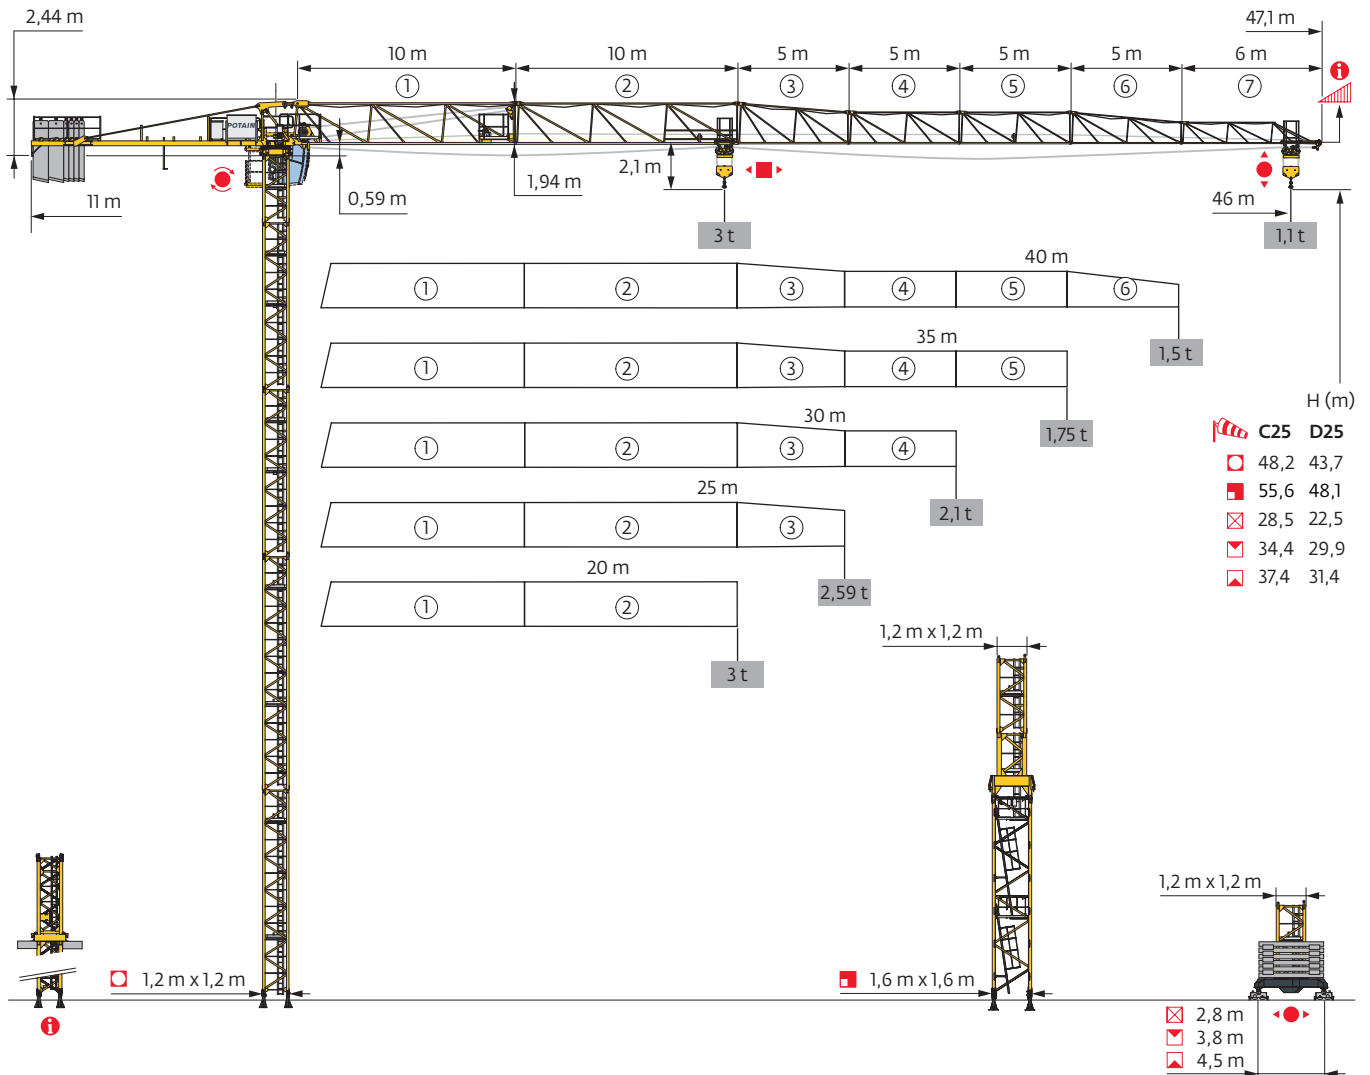 2,44 m
47,1 m
10 m 10 m 5 m 5 m 5 m 5 m 6 m
1 2 3 4 5 6 7
i
POTAIN
2,1 m
1,94 m
0,59 m
11 m
46 m
3 t
1,1 t
40 m
1 2 3 4 5 6
1,5 t
35 m
1 2 3 4 5
1,75 t
30 m
1 2 3 4
2,1 t
25 m
1 2 3
2,59 t
20 m
1 2
3 t
H (m)
C25 D25
48,2 43,7
55,6 48,1
28,5 22,5
34,4 29,9
37,4 31,4
1,2 m x 1,2 m
1,2 m x 1,2 m
1,2 m x 1,2 m
1,6 m x 1,6 m
i
2,8 m
3,8 m
4,5 m